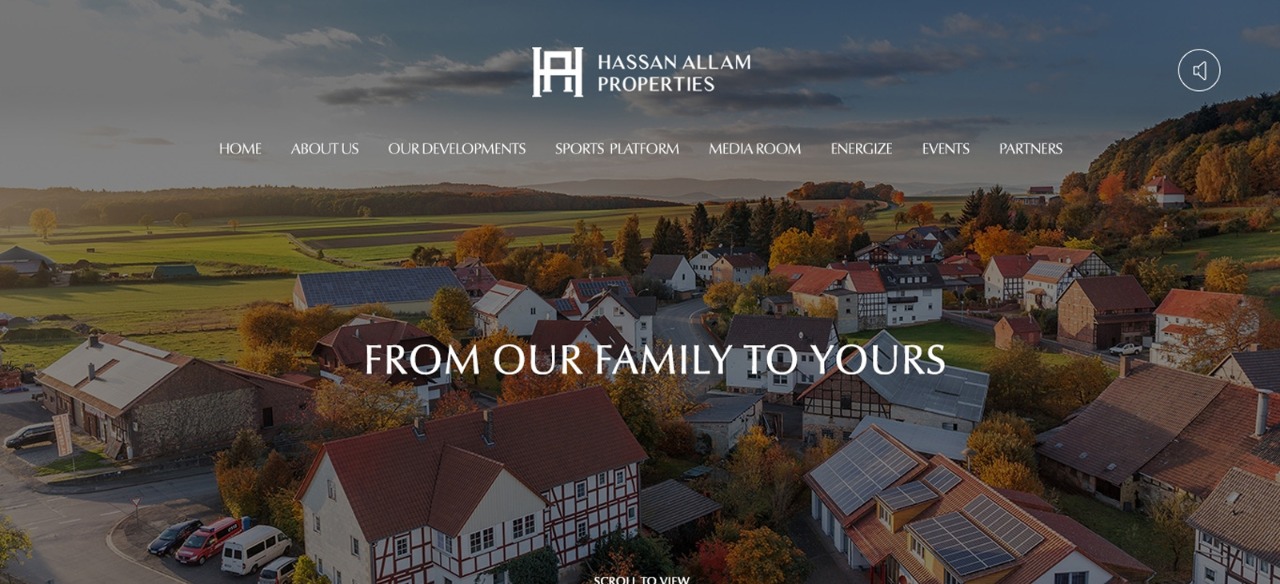 HASSAN ALLAM
PROPERTIES
HOME ABOUT US OUR DEVELOPMENTS SPORTS PLATFORM MEDIA ROOM ENERGIZE EVENTS PARTNERS
FROM OUR FAMILY TO YOURS
SCROLL TO VIEW